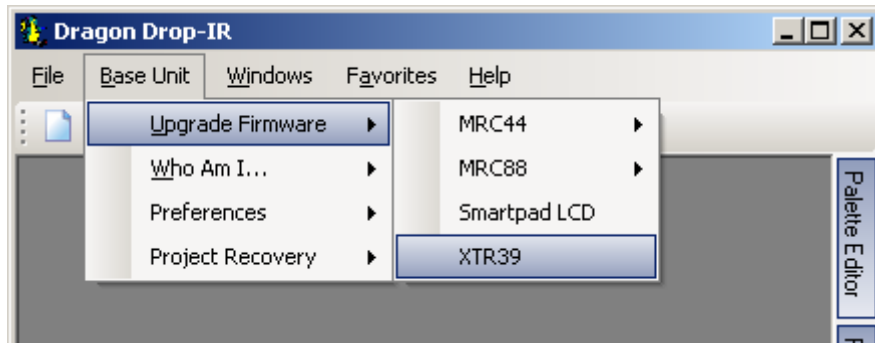 Dragon Drop-IR
File Base Unit Windows Favorites Help
Upgrade Firmware
Who Am I...
Preferences
Project Recovery
MRC44
MRC88
Smartpad LCD
XTR39
Palette Editor